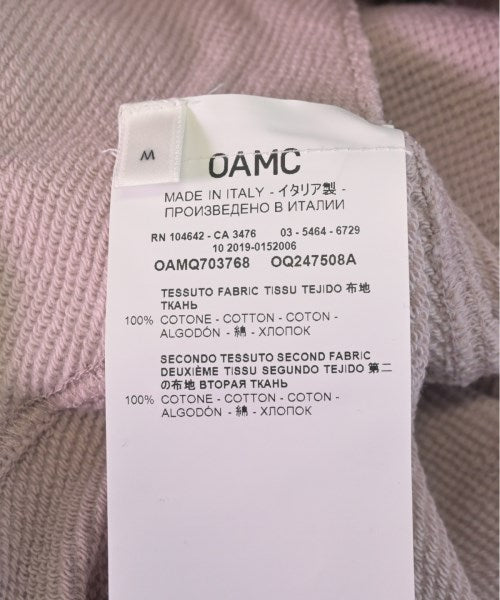 M
OAMC
MADE IN ITALY - イタリア製 -
ПРОИЗВЕДЕНО В ИТАЛИИ
RN 104642 - CA 3476 03 - 5464 - 6729
10 2019-0152006
OAMQ703768 OQ247508A
TESSUTO FABRIC TISSU TEJIDO 布地
ТКАНЬ
100% COTONE - COTTON - COTON -
ALGODÓN - 綿 - ХЛОПОК
SECONDO TESSUTO SECOND FABRIC
DEUXIÈME TISSU SEGUNDO TEJIDO 第二
の布地 ВТОРАЯ ТКАНЬ
100% COTONE - COTTON - COTON -
ALGODÓN - 綿 - ХЛОПОК